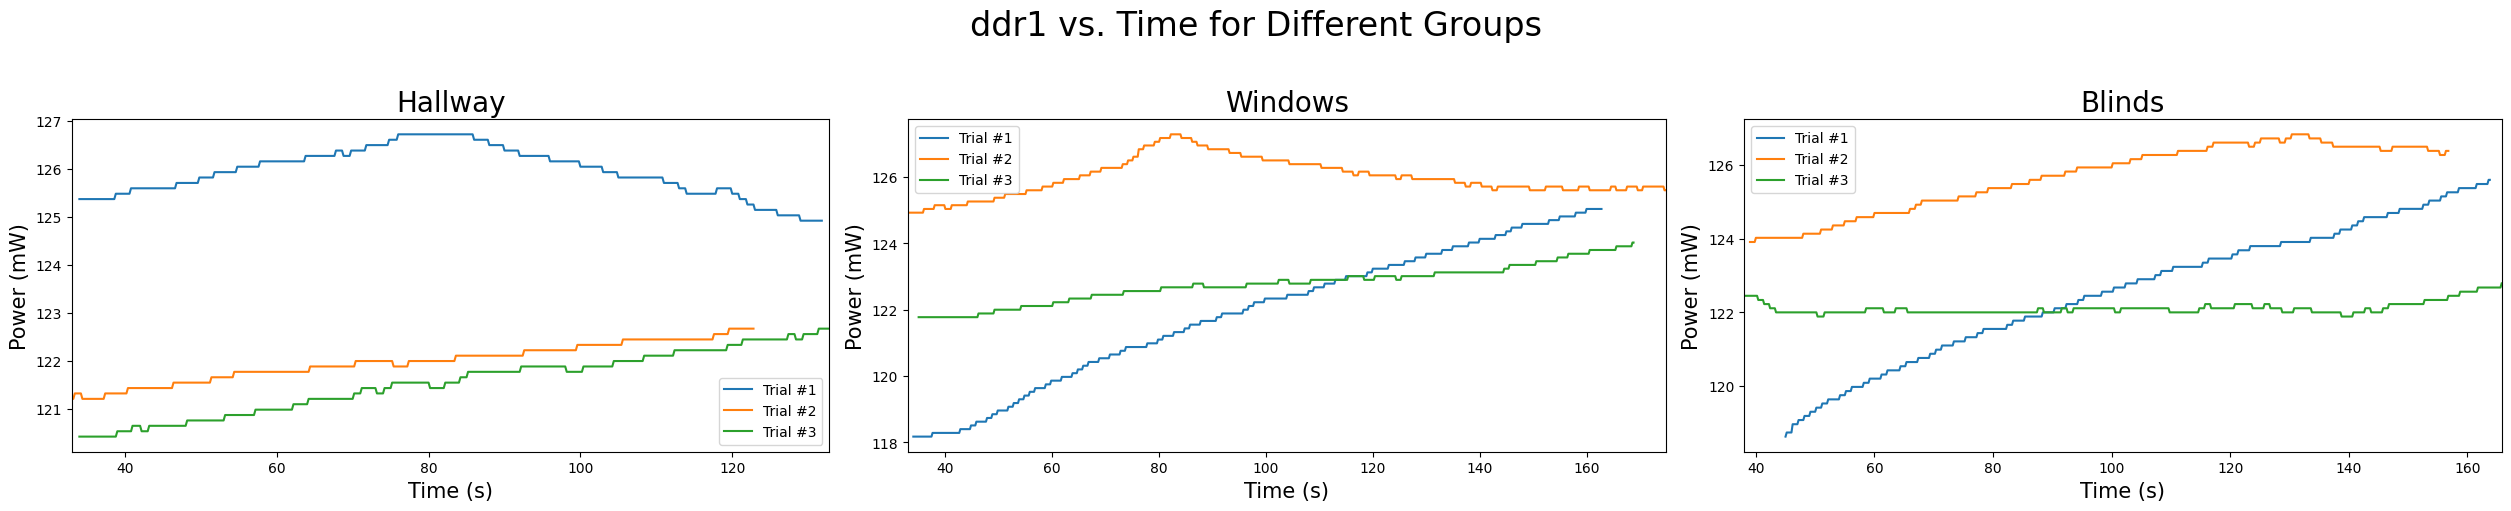 ddr1 vs. Time for Different Groups
Hallway
Power (mW)
127
126
125
124
123
122
121
40
60
80
100
120
Time (s)
Trial #1
Trial #2
Trial #3
Windows
Power (mW)
126
124
122
120
118
40
60
80
100
120
140
160
Time (s)
Trial #1
Trial #2
Trial #3
Blinds
Power (mW)
126
124
122
120
40
60
80
100
120
140
160
Time (s)
Trial #1
Trial #2
Trial #3